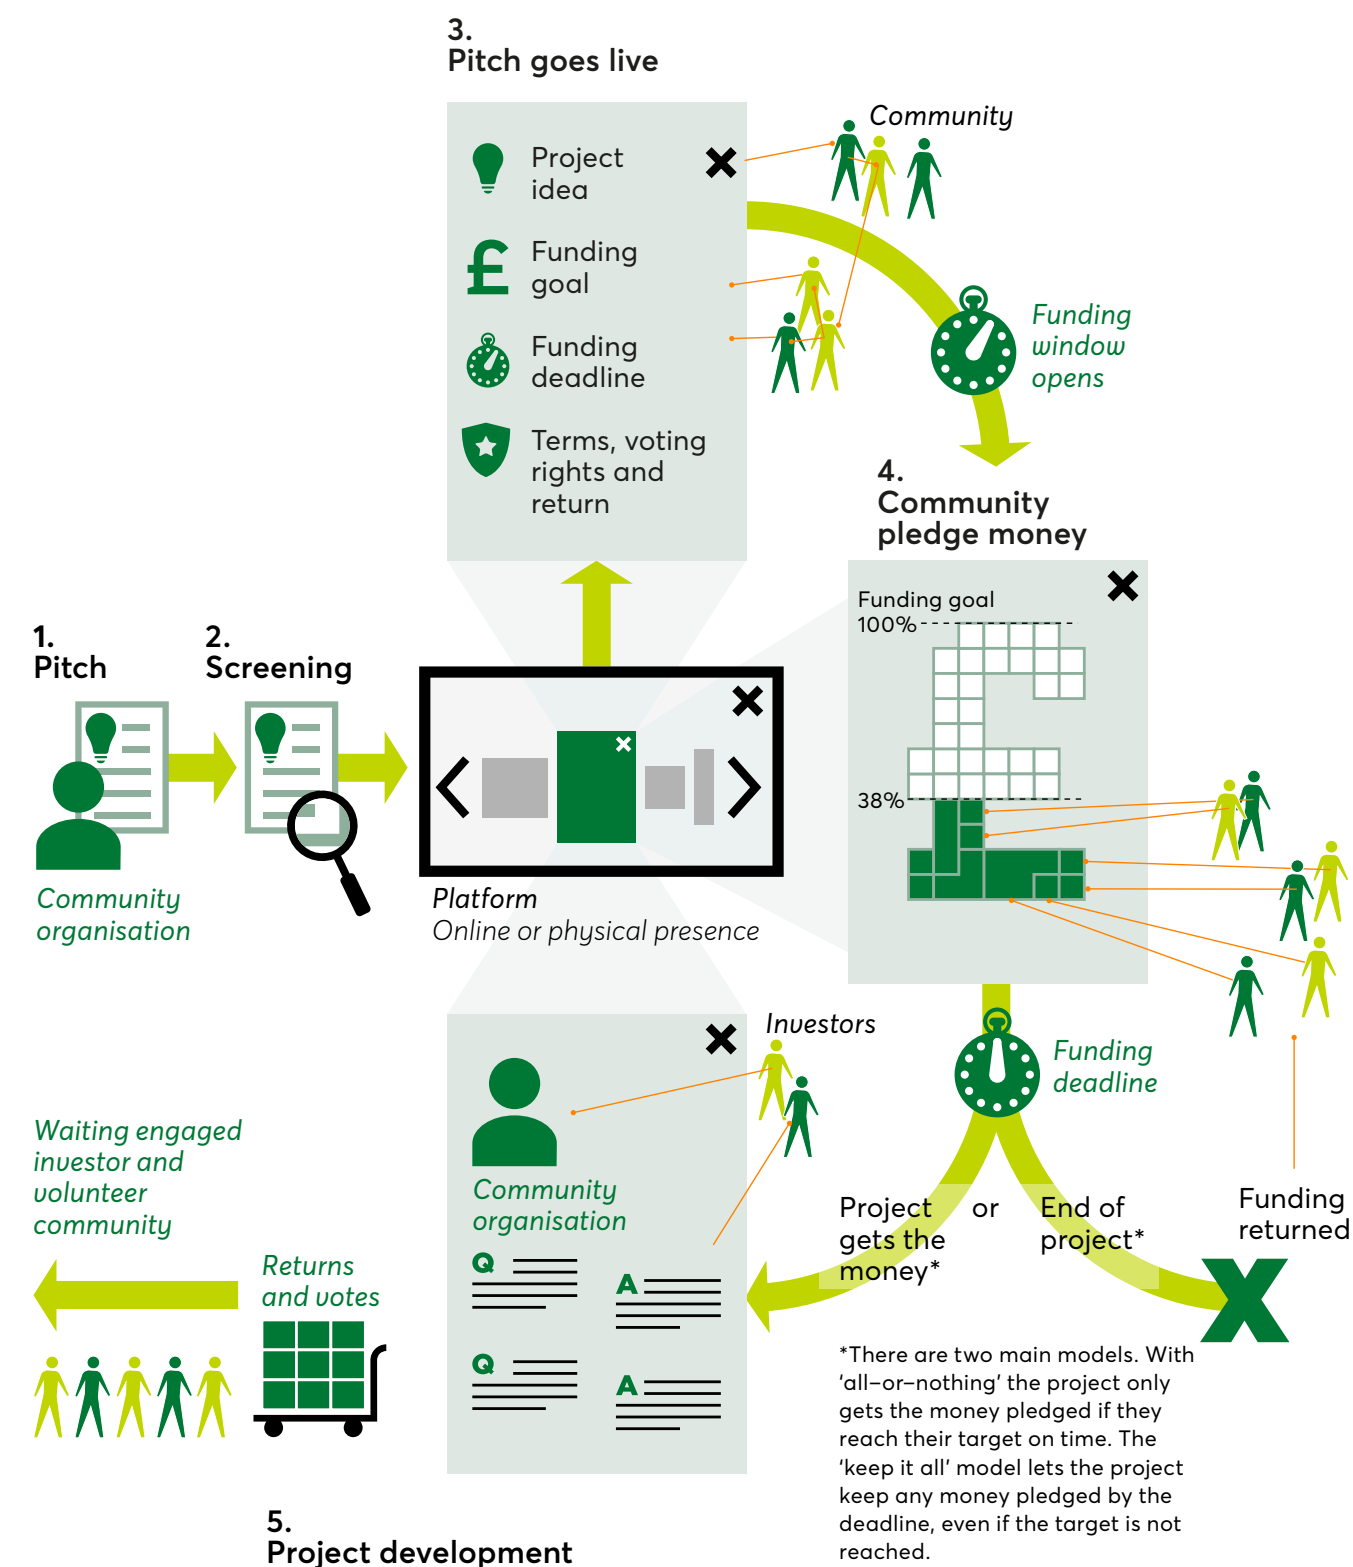 3.
Pitch goes live
Community
Project
idea
Funding
goal
Funding
deadline
Terms, voting
rights and
return
Funding
window
opens
4.
Community
pledge money
Funding goal
100%
38%
1.
Pitch
2.
Screening
Community
organisation
Platform
Online or physical presence
Funding
deadline
Project
gets the
money*
or
End of
project*
Funding
returned
Investors
Community
organisation
Q
A
Q
A
Waiting engaged
investor and
volunteer
community
Returns
and votes
*There are two main models. With
‘all–or–nothing’ the project only
gets the money pledged if they
reach their target on time. The
‘keep it all’ model lets the project
keep any money pledged by the
deadline, even if the target is not
reached.
5.
Project development